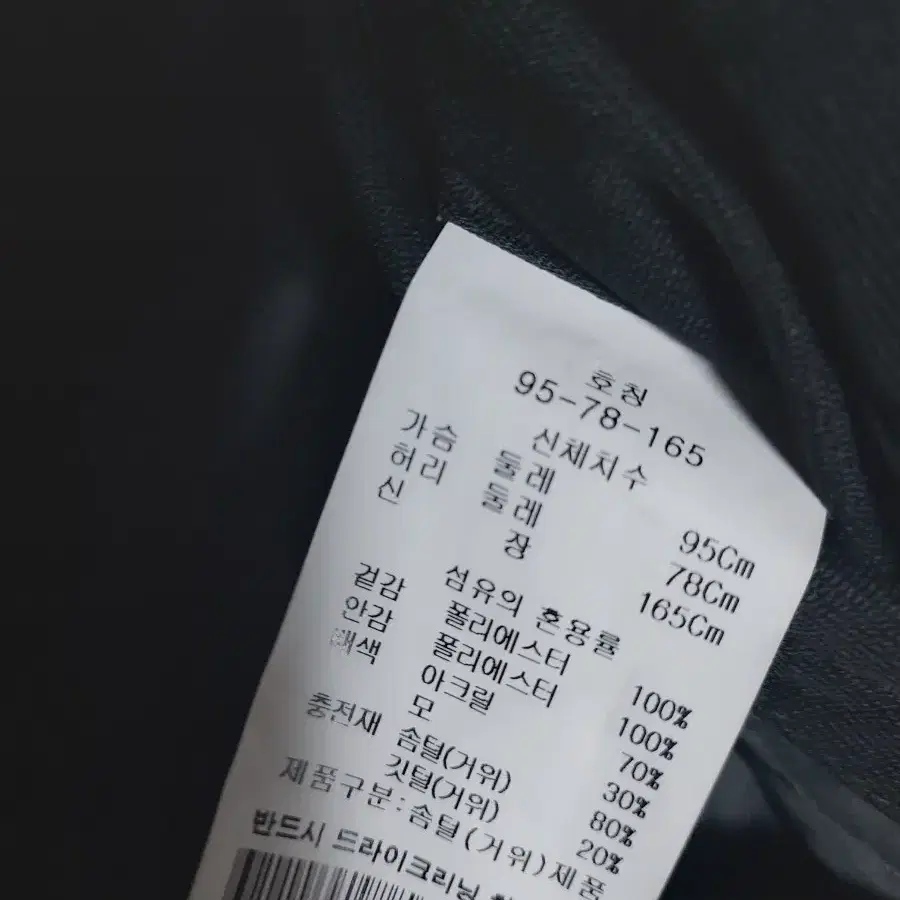 호칭
95-78-165
신체치수
가슴 둘레 95Cm
허리 둘레 78Cm
신 장 165Cm
섬유의 혼용률
겉감 폴리에스터 100%
안감 폴리에스터 100%
배색 아크릴 70%
모 30%
충전재 솜털(거위) 80%
깃털(거위) 20%
제품구분:솜털(거위)제품
반드시 드라이크리닝